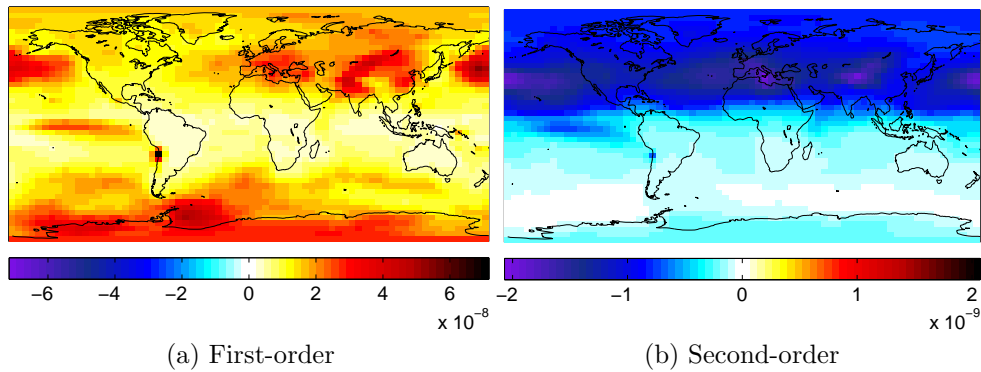 −6 −4 −2 0 2 4 6
x 10⁻⁸
(a) First-order
−2 −1 0 1 2
x 10⁻⁹
(b) Second-order